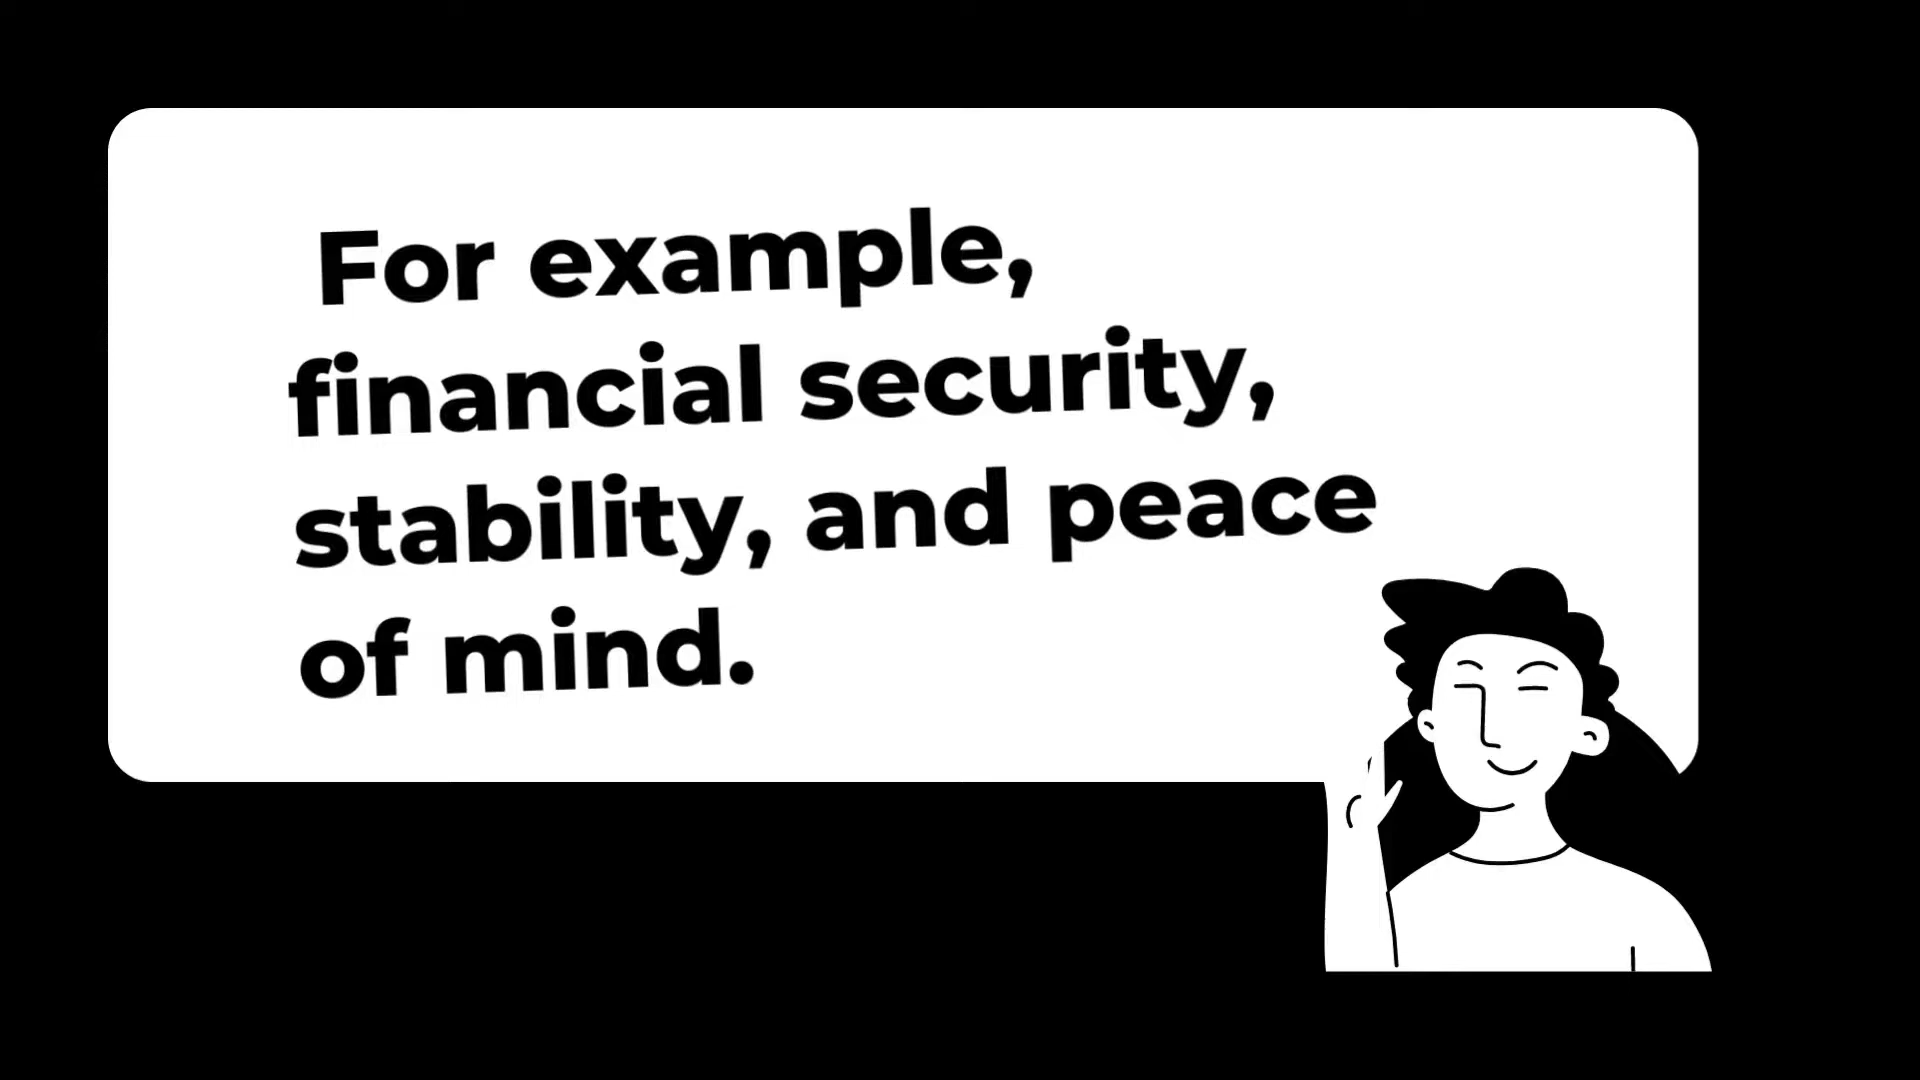 For example,
financial security,
stability, and peace
of mind.